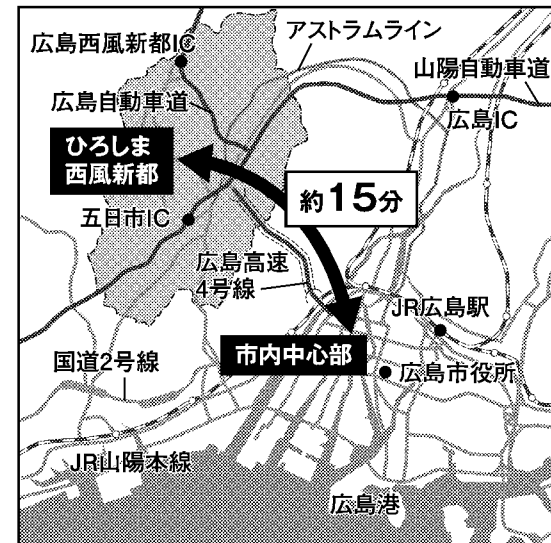 広島西風新都IC
アストラムライン
山陽自動車道
広島自動車道
広島IC
ひろしま
西風新都
約15分
五日市IC
広島高速
4号線
JR広島駅
市内中心部
国道2号線
広島市役所
JR山陽本線
広島港